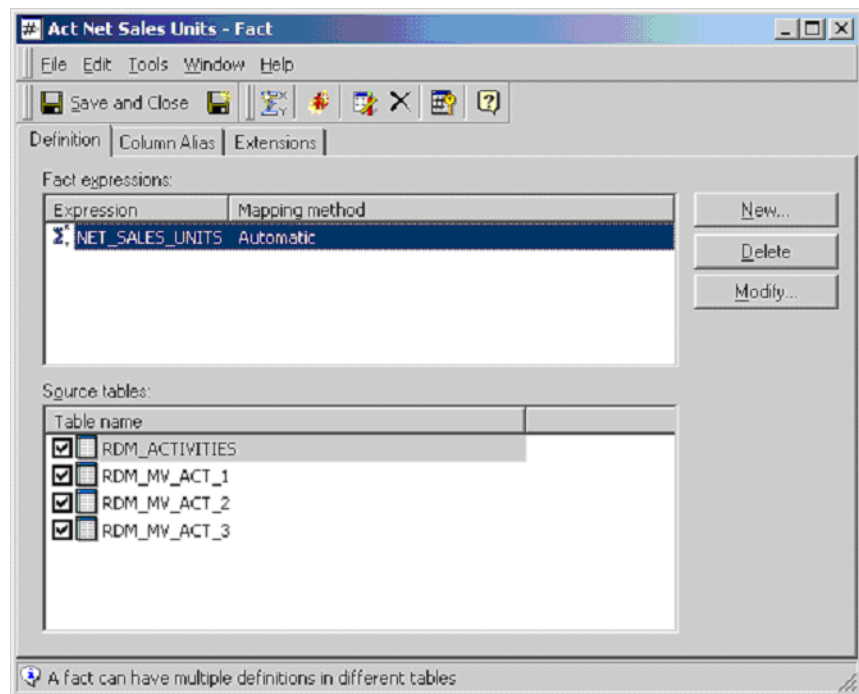 Act Net Sales Units - Fact
File Edit Tools Window Help
Save and Close
Definition Column Alias Extensions
Fact expressions:
Expression Mapping method
NET_SALES_UNITS Automatic
New...
Delete
Modify...
Source tables:
Table name
RDM_ACTIVITIES
RDM_MV_ACT_1
RDM_MV_ACT_2
RDM_MV_ACT_3
A fact can have multiple definitions in different tables